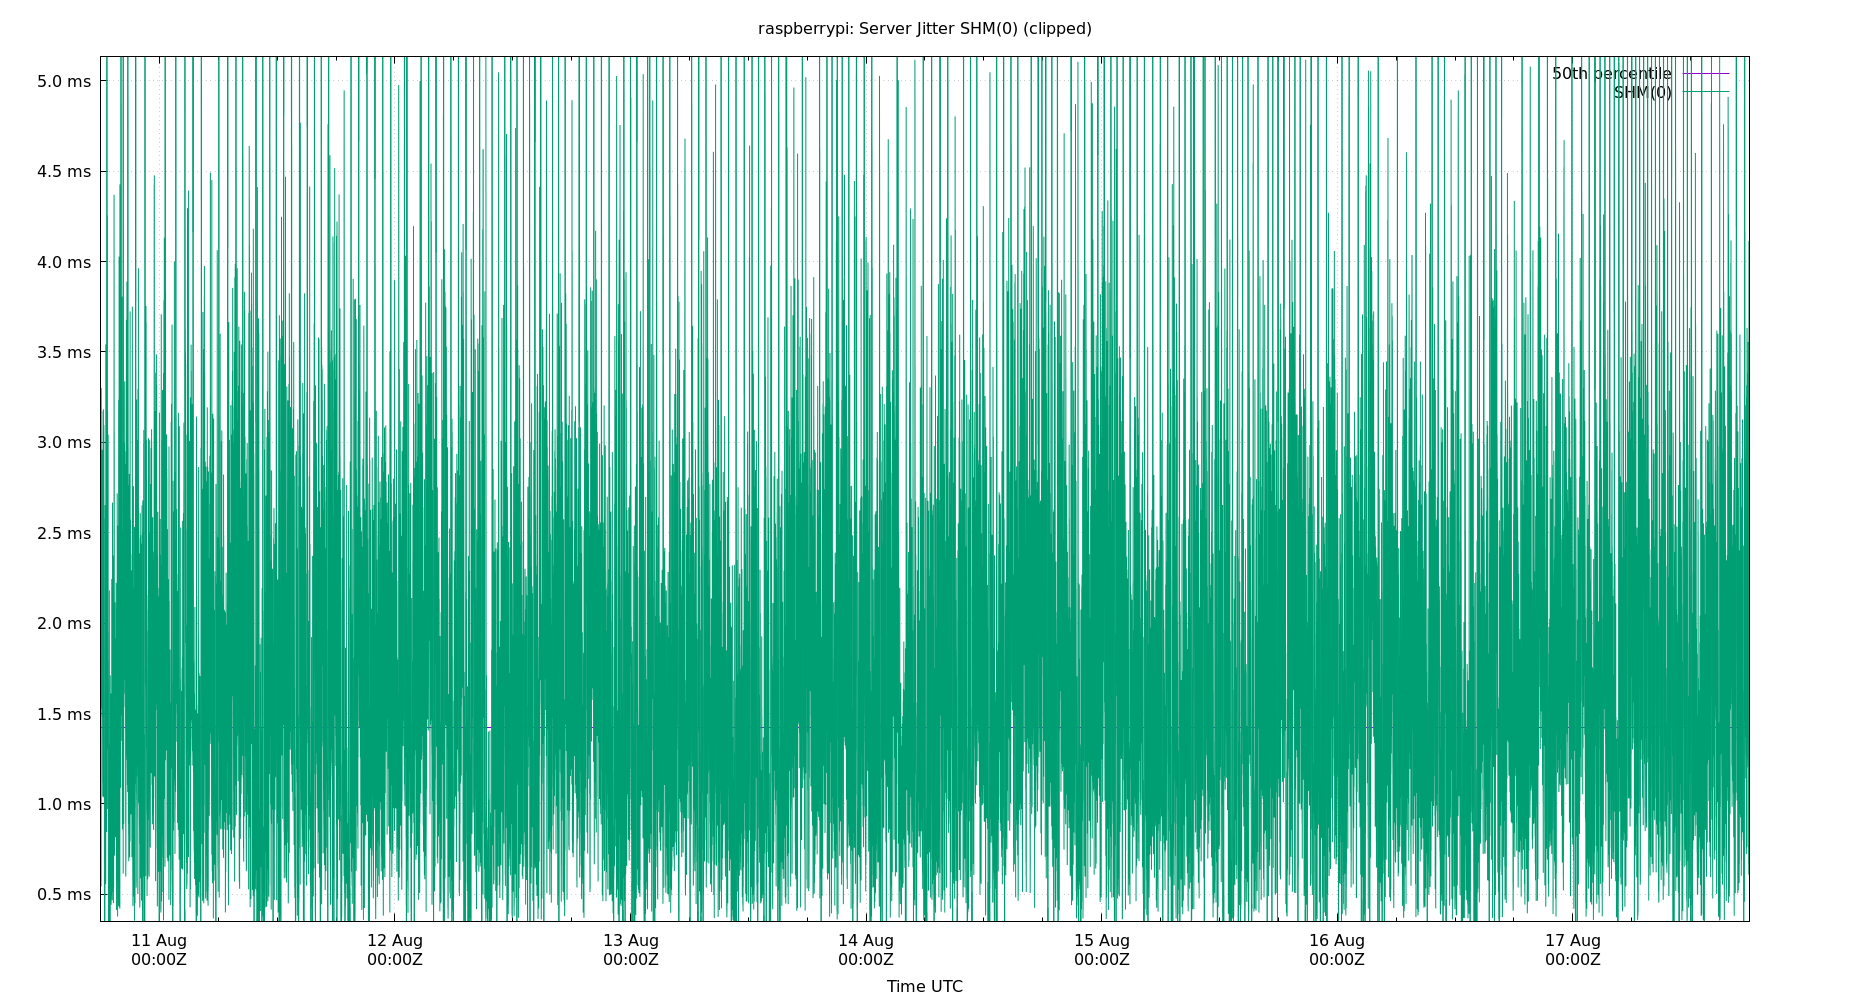 raspberrypi: Server Jitter SHM(0) (clipped)
50th percentile
SHM(0)
5.0 ms
4.5 ms
4.0 ms
3.5 ms
3.0 ms
2.5 ms
2.0 ms
1.5 ms
1.0 ms
0.5 ms
11 Aug 12 Aug 13 Aug 14 Aug 15 Aug 16 Aug 17 Aug
00:00Z 00:00Z 00:00Z 00:00Z 00:00Z 00:00Z 00:00Z
Time UTC